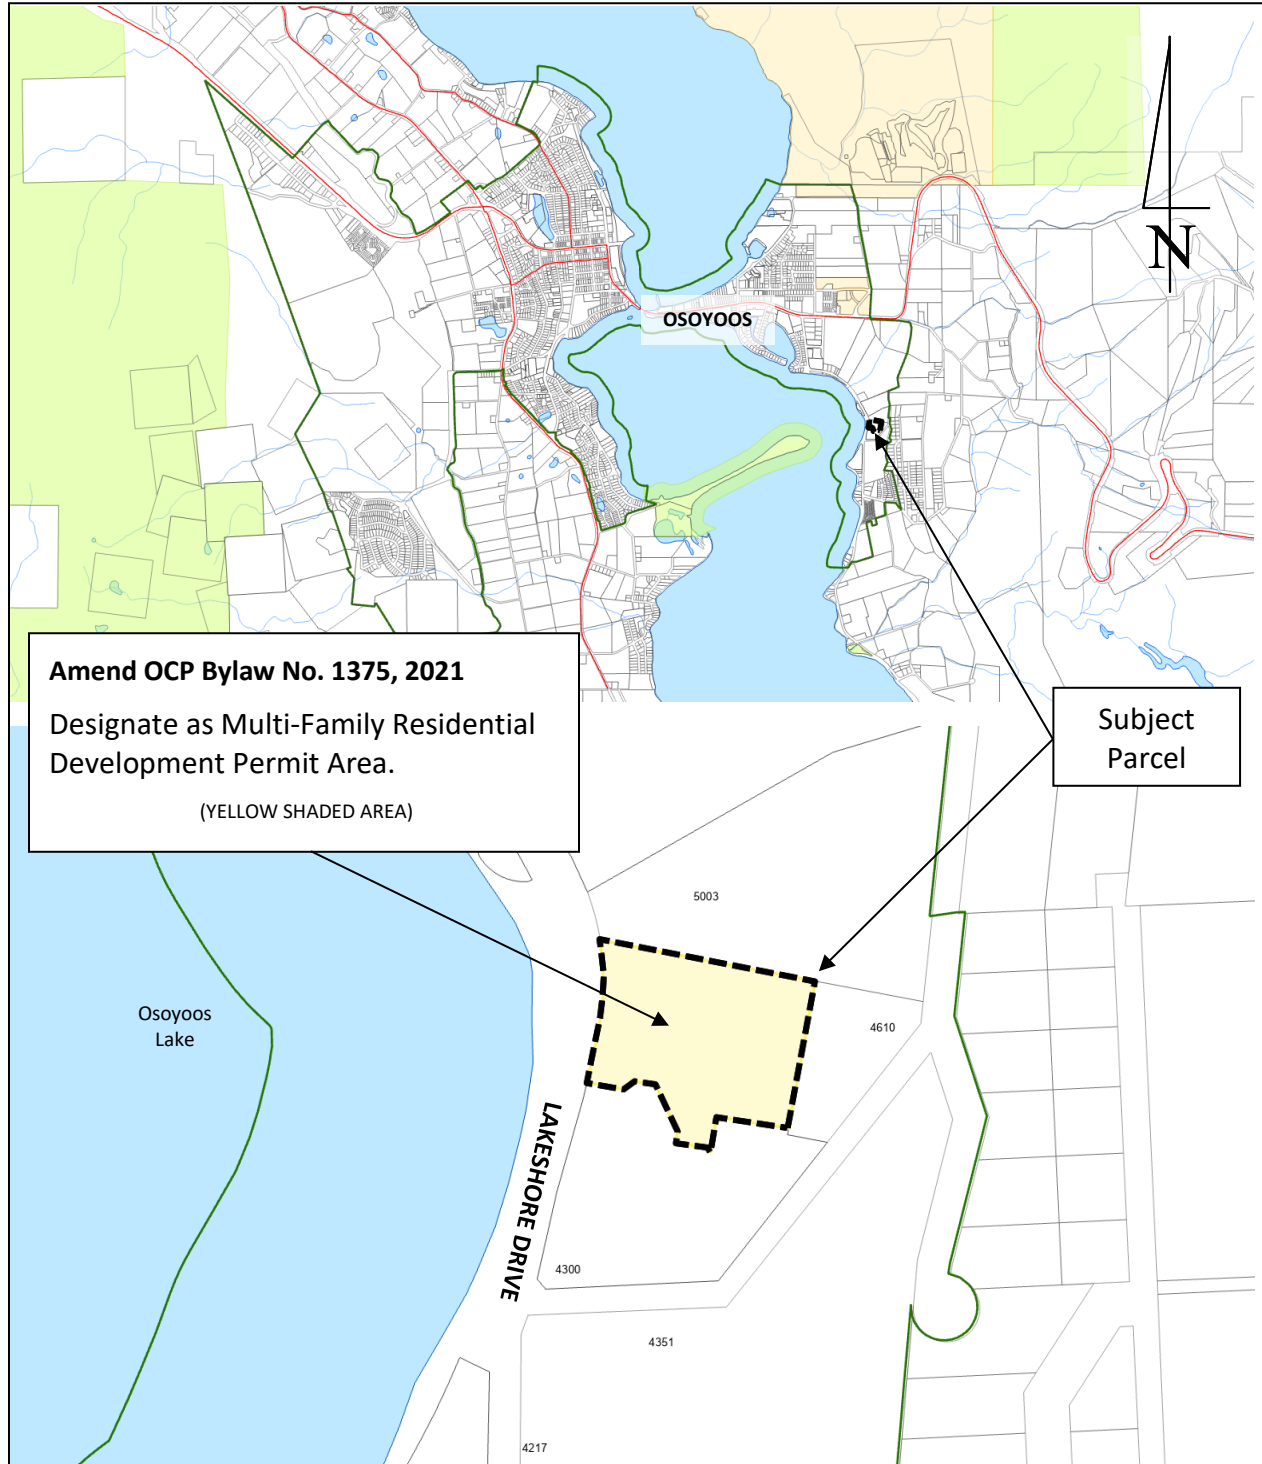 N
OSOYOOS
Amend OCP Bylaw No. 1375, 2021
Designate as Multi-Family Residential
Development Permit Area.
(YELLOW SHADED AREA)
Subject
Parcel
5003
Osoyoos
Lake
4610
LAKESHORE DRIVE
4300
4351
4217